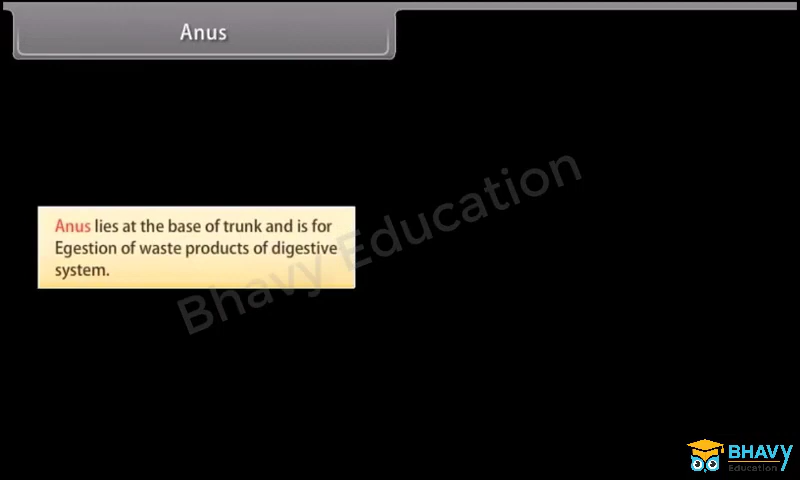 Anus
Anus lies at the base of trunk and is for
Egestion of waste products of digestive
system.
Bhavy Education
BHAVY
Education